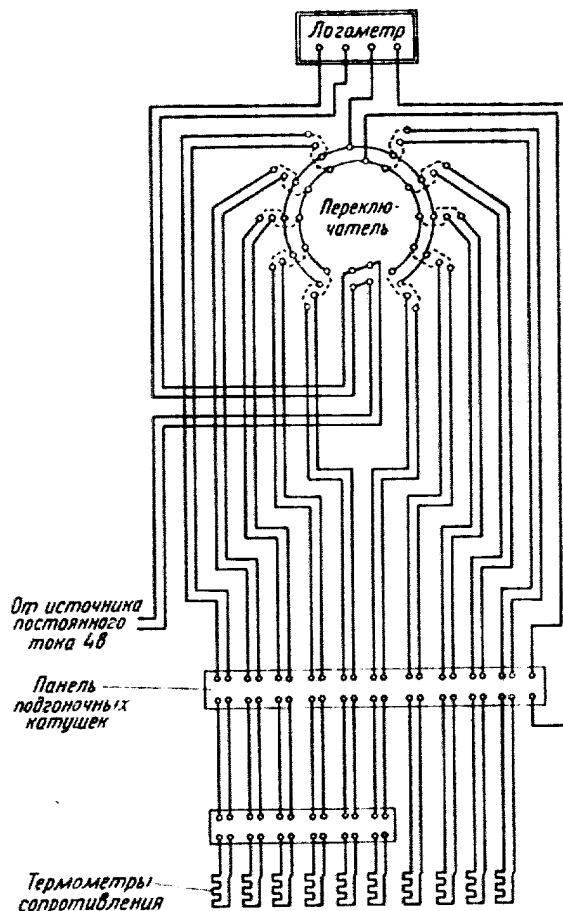 Логометр
Переклю-
чатель
От источника
постоянного
тока 4в
Панель
подгоночных
катушек
Термометры
сопротивления